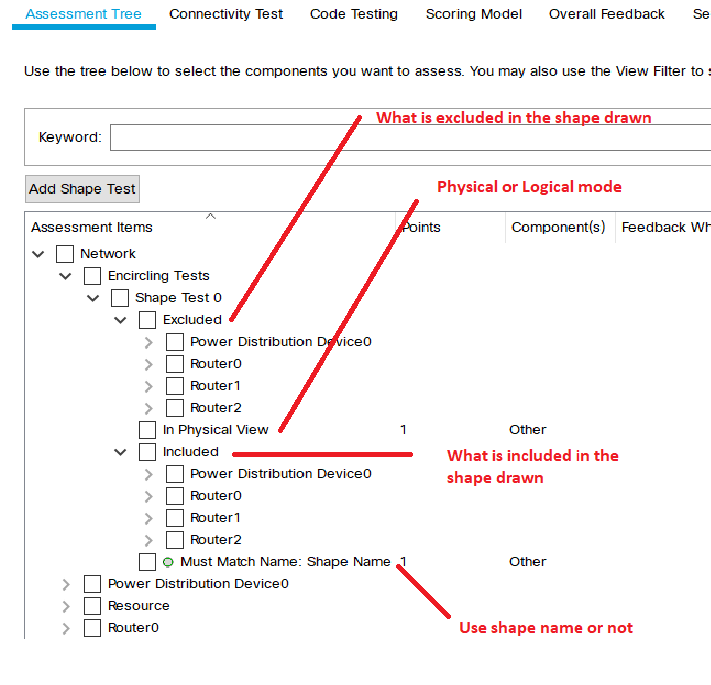 Assessment Tree Connectivity Test Code Testing Scoring Model Overall Feedback Se
Use the tree below to select the components you want to assess. You may also use the View Filter to
What is excluded in the shape drawn
Keyword:
Physical or Logical mode
Add Shape Test
Assessment Items Points Component(s) Feedback Wh
Network
Encircling Tests
Shape Test 0
Excluded
Power Distribution Device0
Router0
Router1
Router2
In Physical View 1 Other
Included
What is included in the
shape drawn
Power Distribution Device0
Router0
Router1
Router2
Must Match Name: Shape Name 1 Other
Power Distribution Device0
Resource
Router0
Use shape name or not